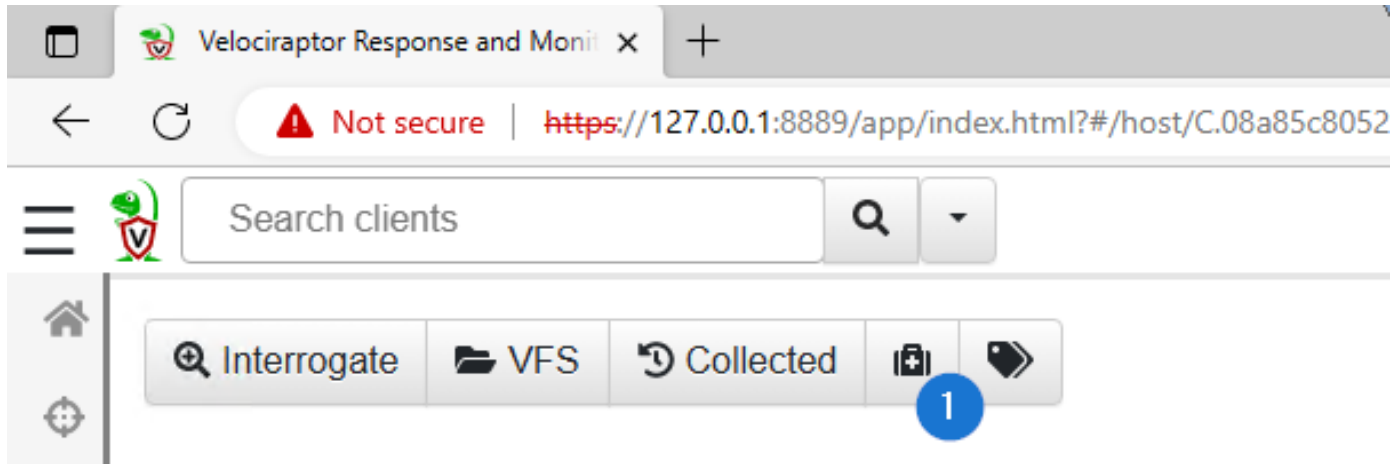 Velociraptor Response and Monit
Not secure | https://127.0.0.1:8889/app/index.html?#/host/C.08a85c8052
V
Search clients
Interrogate VFS Collected
1